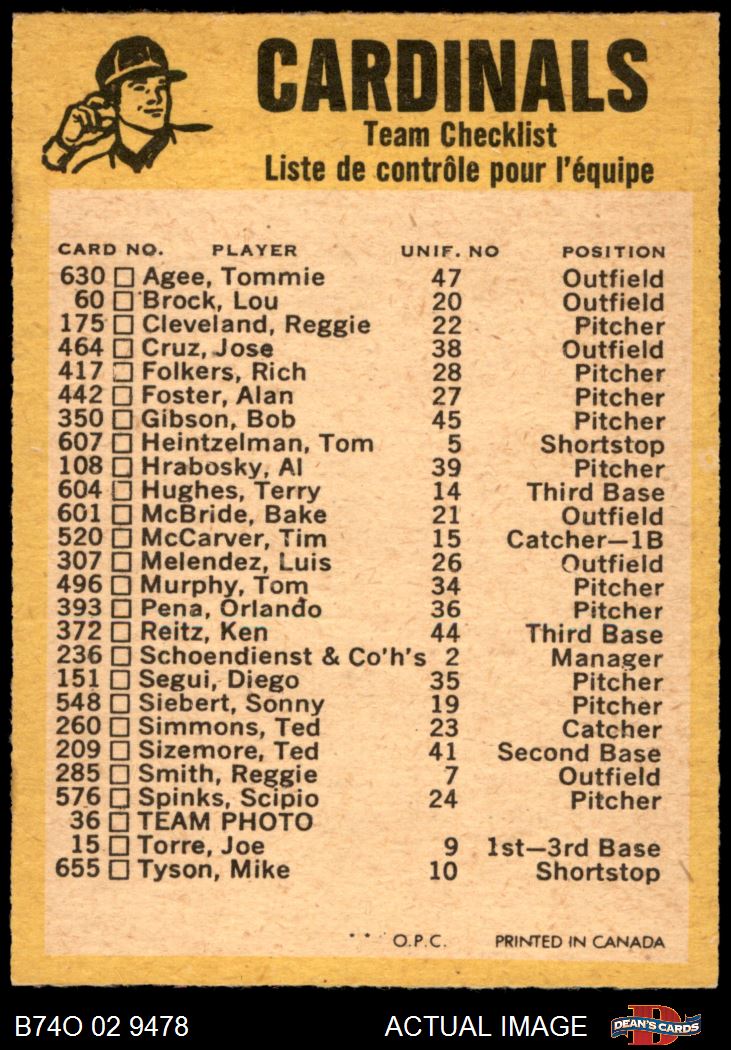 CARDINALS
Team Checklist
Liste de contrôle pour l'équipe
CARD NO. PLAYER UNIF. NO POSITION
630 Agee, Tommie 47 Outfield
60 Brock, Lou 20 Outfield
175 Cleveland, Reggie 22 Pitcher
464 Cruz, Jose 38 Outfield
417 Folkers, Rich 28 Pitcher
442 Foster, Alan 27 Pitcher
350 Gibson, Bob 45 Pitcher
607 Heintzelman, Tom 5 Shortstop
108 Hrabosky, Al 39 Pitcher
604 Hughes, Terry 14 Third Base
601 McBride, Bake 21 Outfield
520 McCarver, Tim 15 Catcher—1B
307 Melendez, Luis 26 Outfield
496 Murphy, Tom 34 Pitcher
393 Pena, Orlando 36 Pitcher
372 Reitz, Ken 44 Third Base
236 Schoendienst & Co'h's 2 Manager
151 Segui, Diego 35 Pitcher
548 Siebert, Sonny 19 Pitcher
260 Simmons, Ted 23 Catcher
209 Sizemore, Ted 41 Second Base
285 Smith, Reggie 7 Outfield
576 Spinks, Scipio 24 Pitcher
36 TEAM PHOTO
15 Torre, Joe 9 1st—3rd Base
655 Tyson, Mike 10 Shortstop
* * O.P.C. PRINTED IN CANADA
B74O 02 9478 ACTUAL IMAGE DEAN'S CARDS